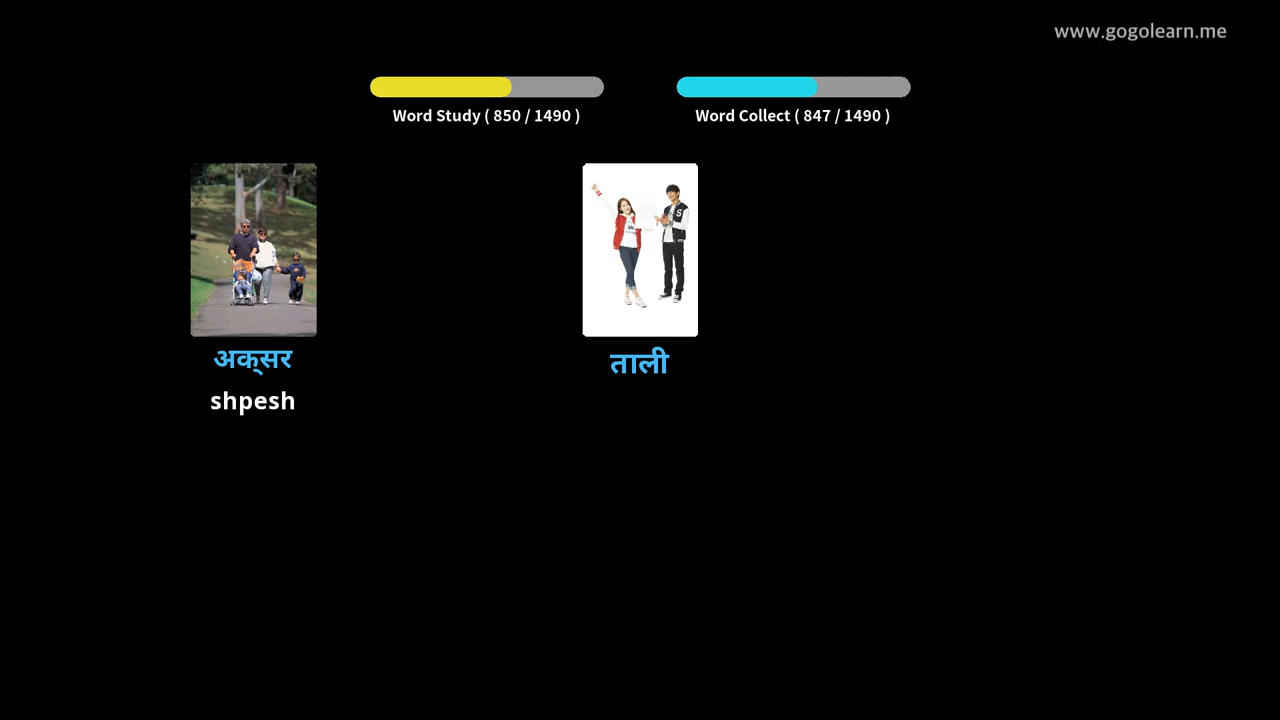 www.gogolearn.me
Word Study ( 850 / 1490 )
Word Collect ( 847 / 1490 )
अक्सर
shpesh
ताली